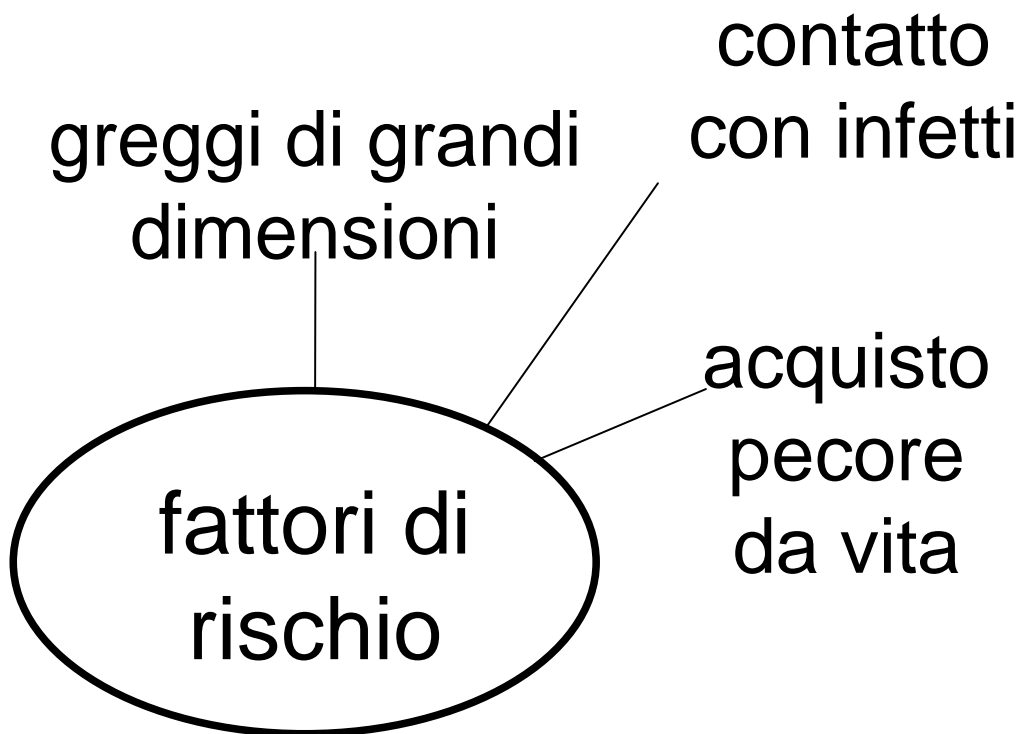 contatto
con infetti
greggi di grandi
dimensioni
acquisto
pecore
da vita
fattori di
rischio